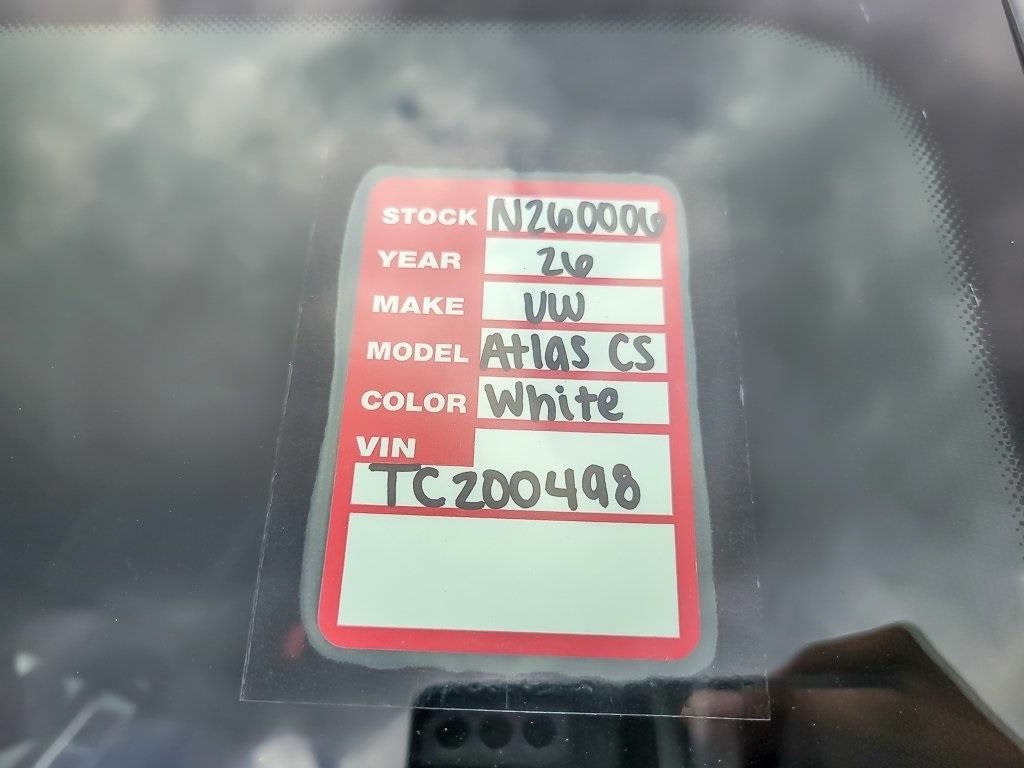 STOCK N260006
YEAR 26
MAKE VW
MODEL Atlas CS
COLOR White
VIN
TC200498